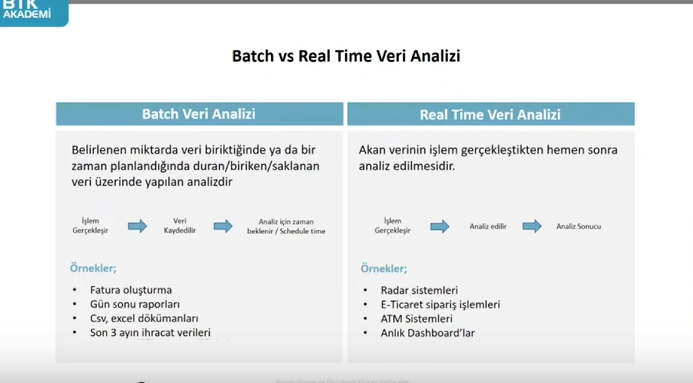 BTK
AKADEMİ
Batch vs Real Time Veri Analizi
Batch Veri Analizi
Belirlenen miktarda veri biriktiğinde ya da bir
zaman planlandığında duran/biriken/saklanan
veri üzerinde yapılan analizdir
İşlem
Gerçekleşir
Veri
Kaydedilir
Analiz için zaman
beklenir / Schedule time
Örnekler;
• Fatura oluşturma
• Gün sonu raporları
• Csv, excel dökümanları
• Son 3 ayın ihracat verileri
Real Time Veri Analizi
Akan verinin işlem gerçekleştikten hemen sonra
analiz edilmesidir.
İşlem
Gerçekleşir
Analiz edilir
Analiz Sonucu
Örnekler;
• Radar sistemleri
• E-Ticaret sipariş işlemleri
• ATM Sistemleri
• Anlık Dashboard'lar